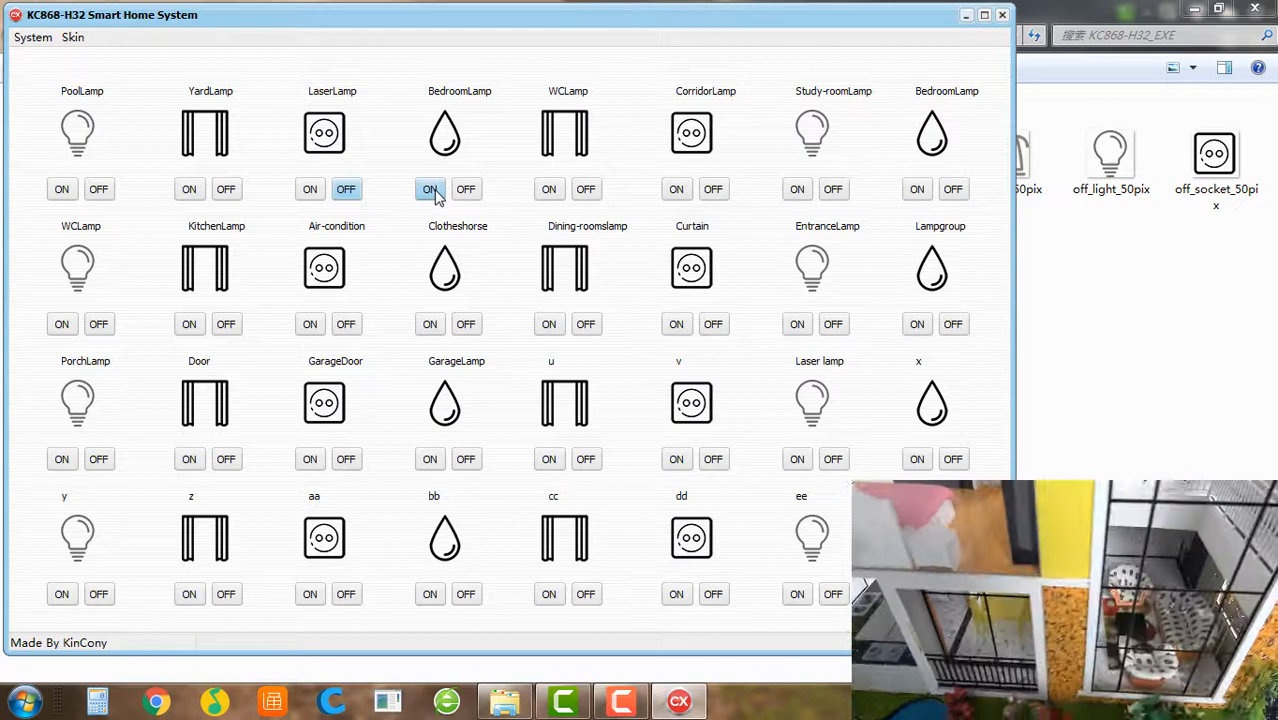 KC868-H32 Smart Home System
System Skin
搜索 KC868-H32_EXE
PoolLamp YardLamp LaserLamp BedroomLamp WCLamp CorridorLamp Study-roomLamp BedroomLamp
ON OFF ON OFF ON OFF ON OFF ON OFF ON OFF ON OFF ON OFF
WCLamp KitchenLamp Air-condition Clotheshorse Dining-roomslamp Curtain EntranceLamp Lampgroup
ON OFF ON OFF ON OFF ON OFF ON OFF ON OFF ON OFF ON OFF
PorchLamp Door GarageDoor GarageLamp u v Laser lamp x
ON OFF ON OFF ON OFF ON OFF ON OFF ON OFF ON OFF ON OFF
y z aa bb cc dd ee
ON OFF ON OFF ON OFF ON OFF ON OFF ON OFF ON OFF
Made By KinCony
50pix off_light_50pix off_socket_50pi
x